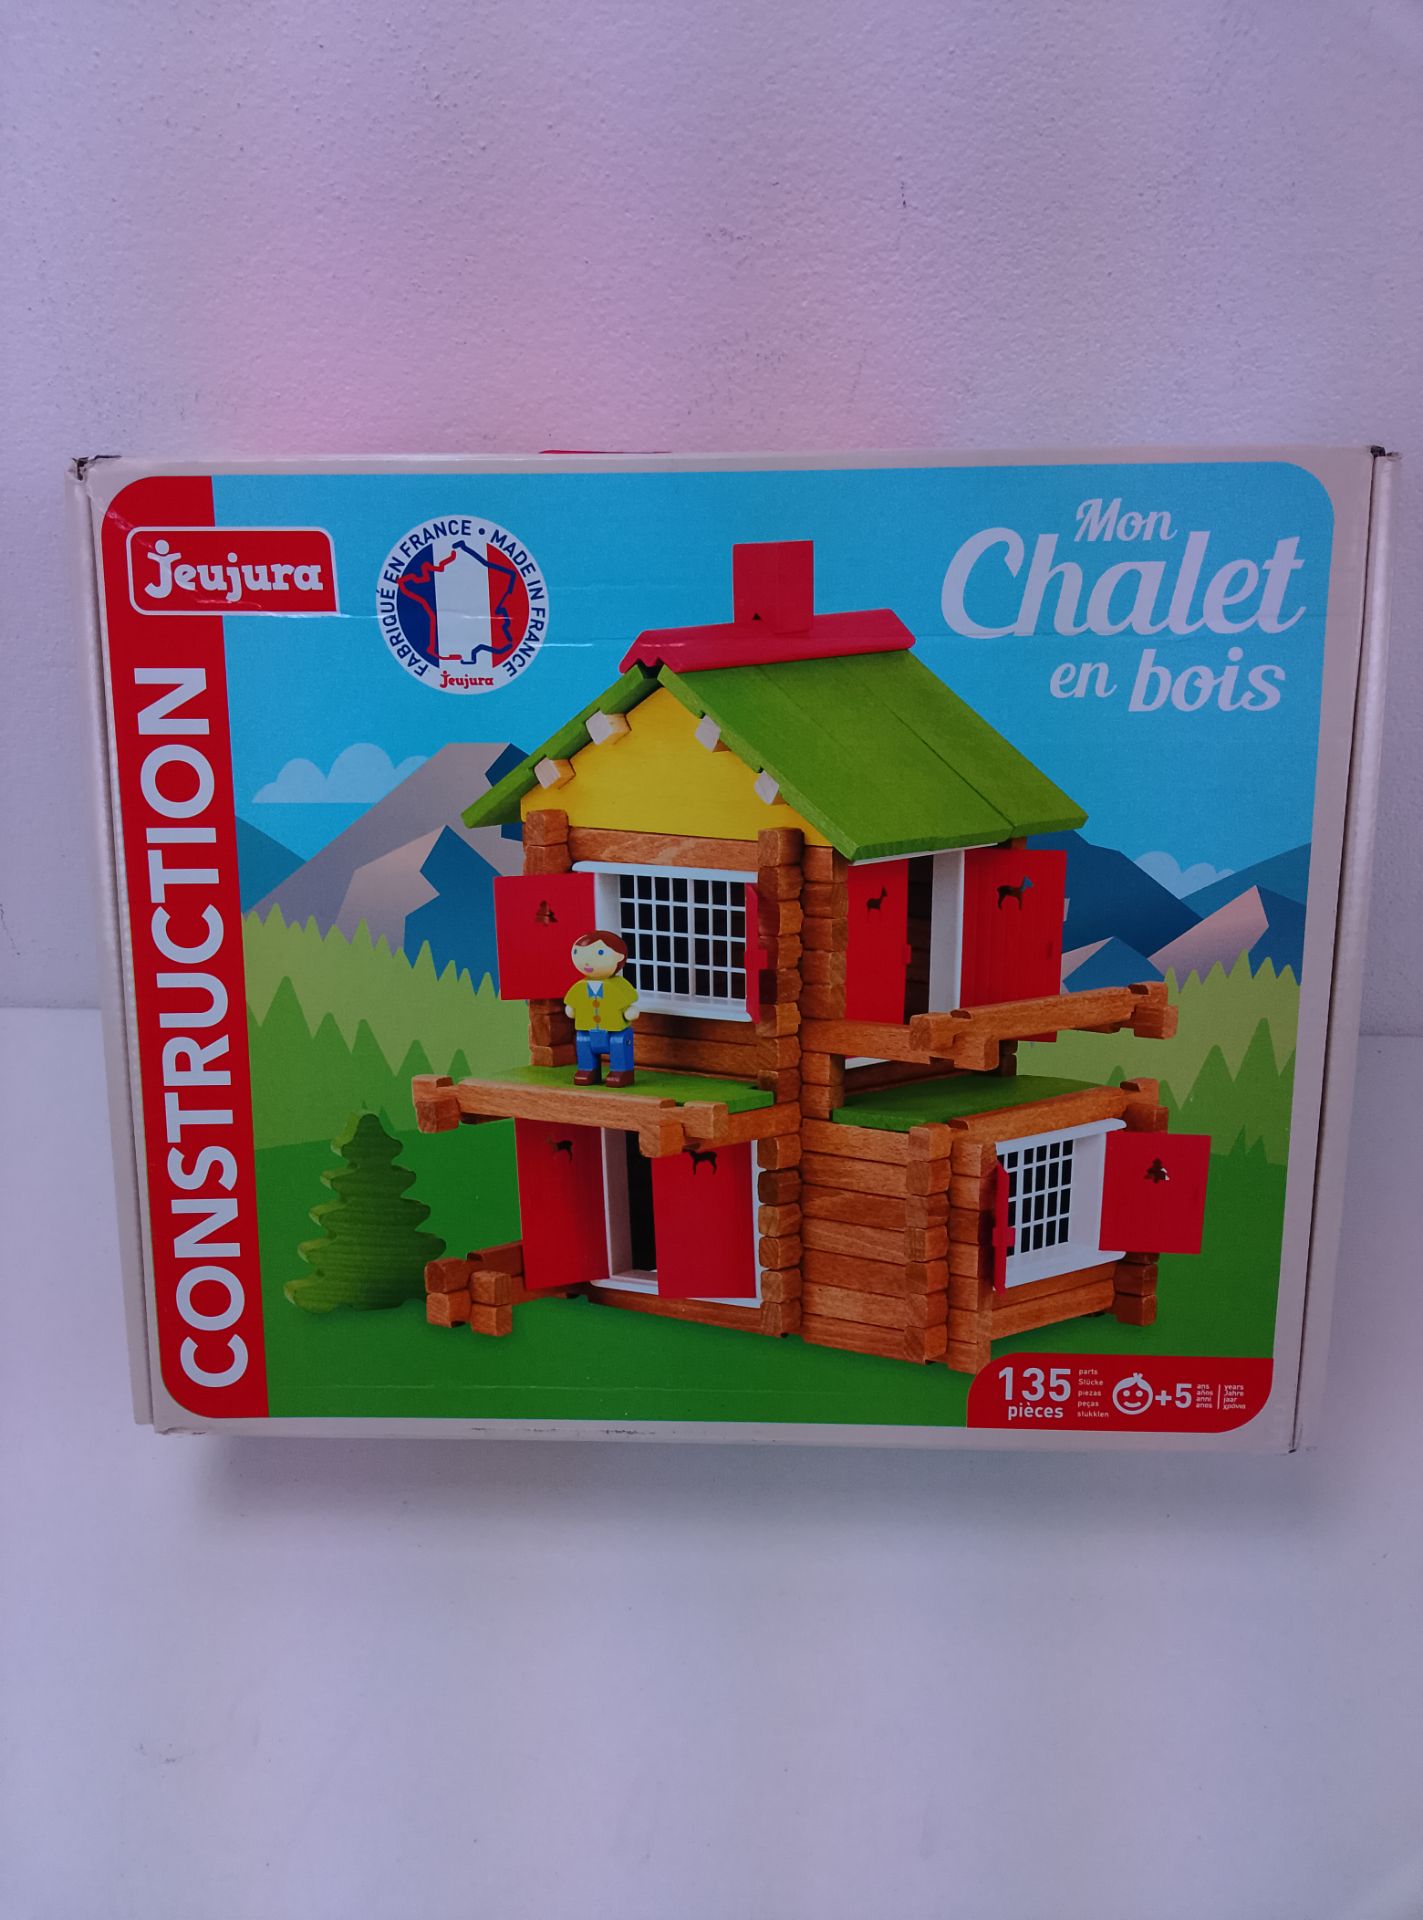 Jeujura
FABRIQUÉ EN FRANCE • MADE IN FRANCE
Jeujura
Mon
Chalet
en bois
CONSTRUCTION
135
pièces
parts
Stücke
piezas
peças
stukken
+5
ans
años
anni
anos
years
Jahre
jaar
χρόνια